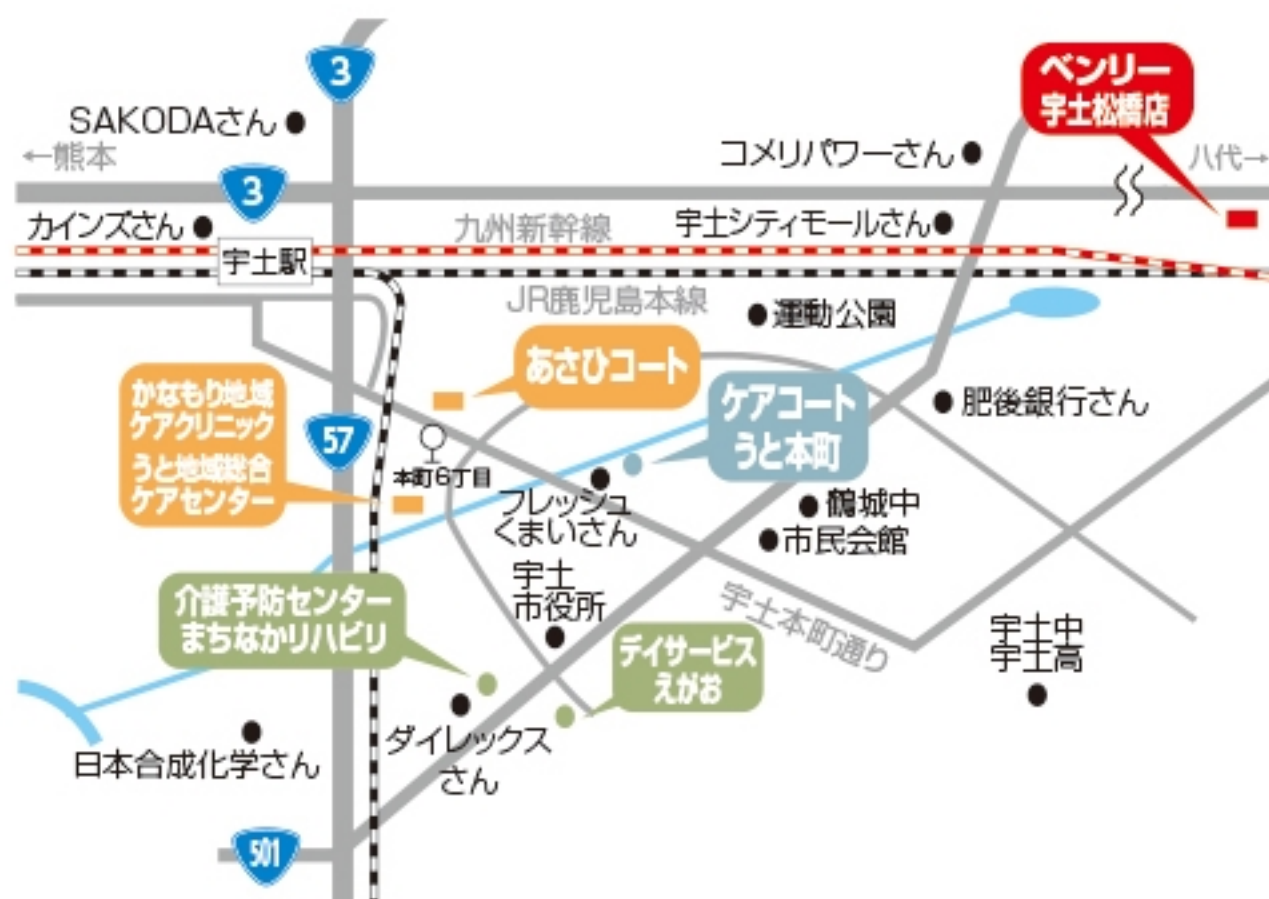 3
SAKODAさん
←熊本
3
カインズさん
宇土駅
九州新幹線
JR鹿児島本線
コメリパワーさん
宇土シティモールさん
ベンリー
宇土松橋店
八代→
運動公園
あさひコート
かなもり地域
ケアクリニック
うと地域総合
ケアセンター
57
本町6丁目
ケアコート
うと本町
肥後銀行さん
フレッシュ
くまいさん
鶴城中
市民会館
宇土
市役所
介護予防センター
まちなかリハビリ
デイサービス
えがお
宇土本町通り
宇土中
宇土高
ダイレックス
さん
日本合成化学さん
501